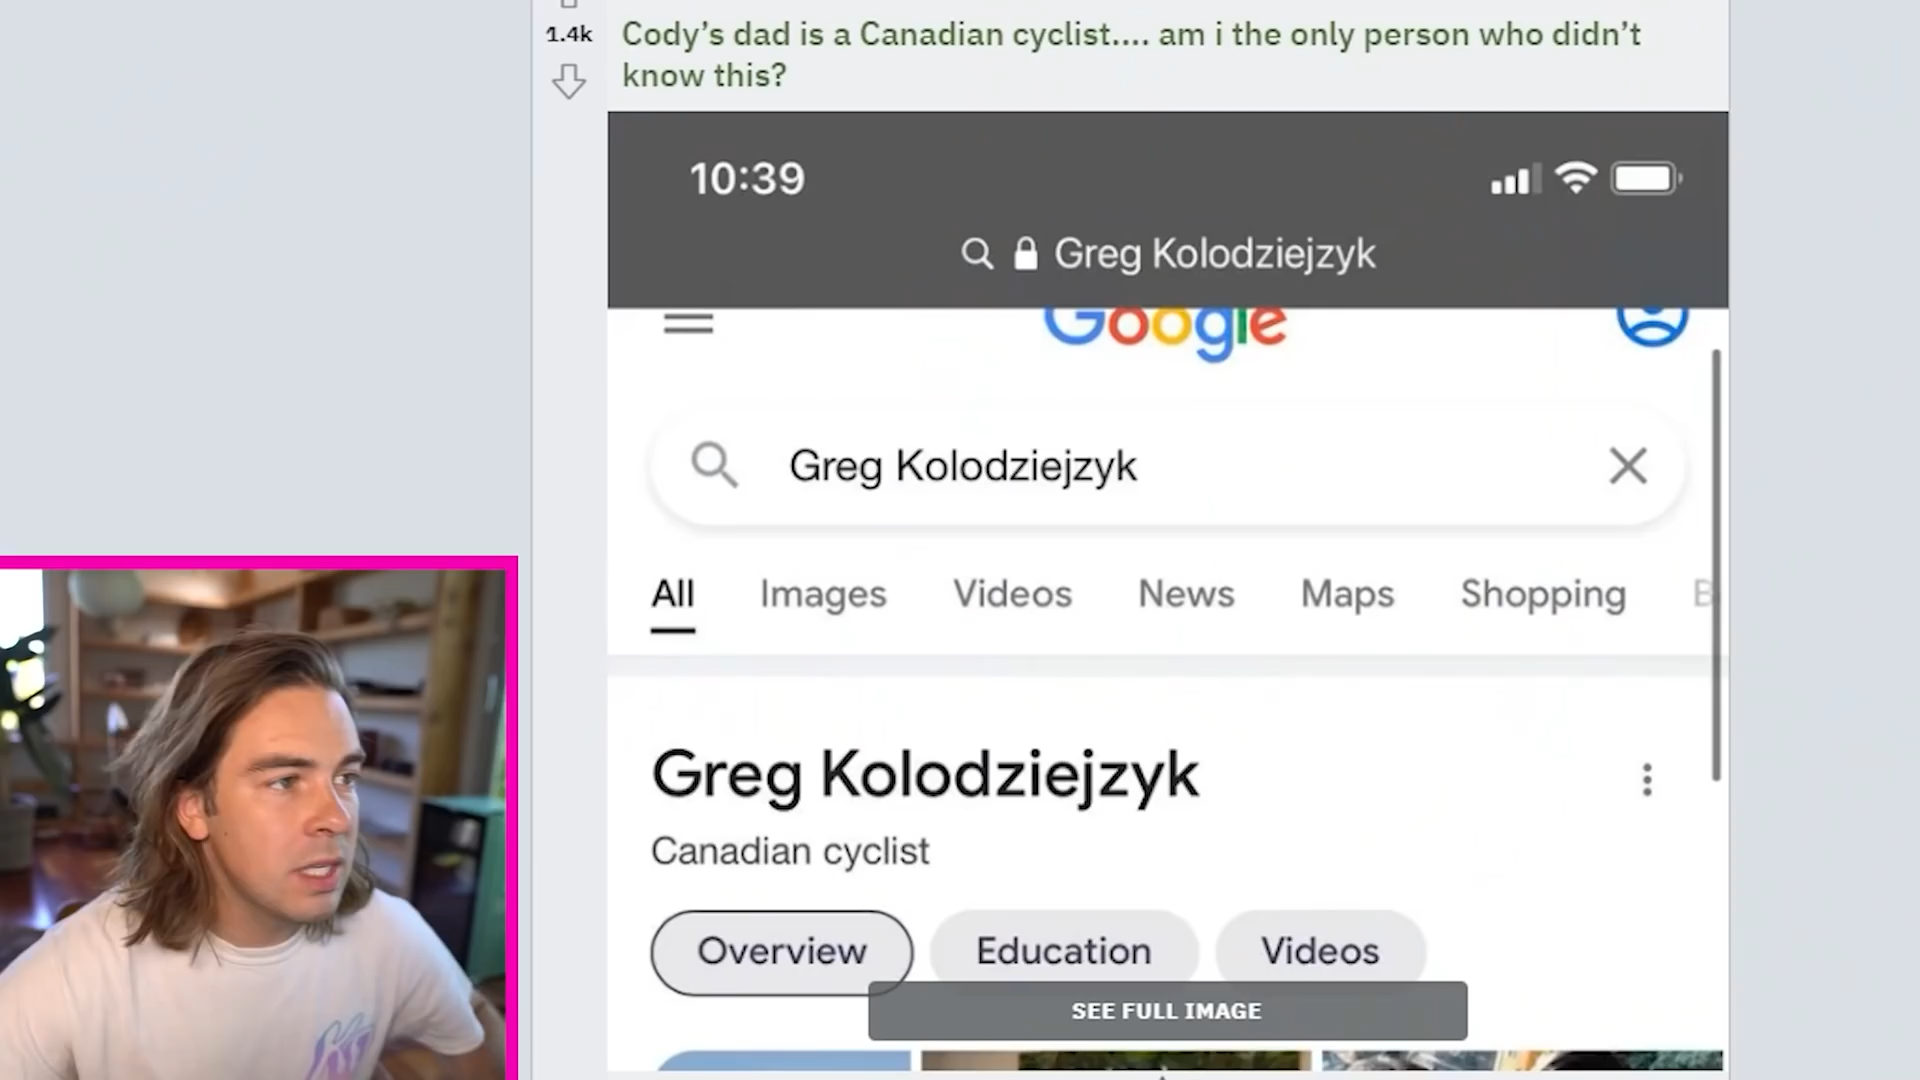 1.4k
Cody’s dad is a Canadian cyclist.... am i the only person who didn’t
know this?
10:39
Greg Kolodziejzyk
Google
Greg Kolodziejzyk
All Images Videos News Maps Shopping
Greg Kolodziejzyk
Canadian cyclist
Overview Education Videos
SEE FULL IMAGE